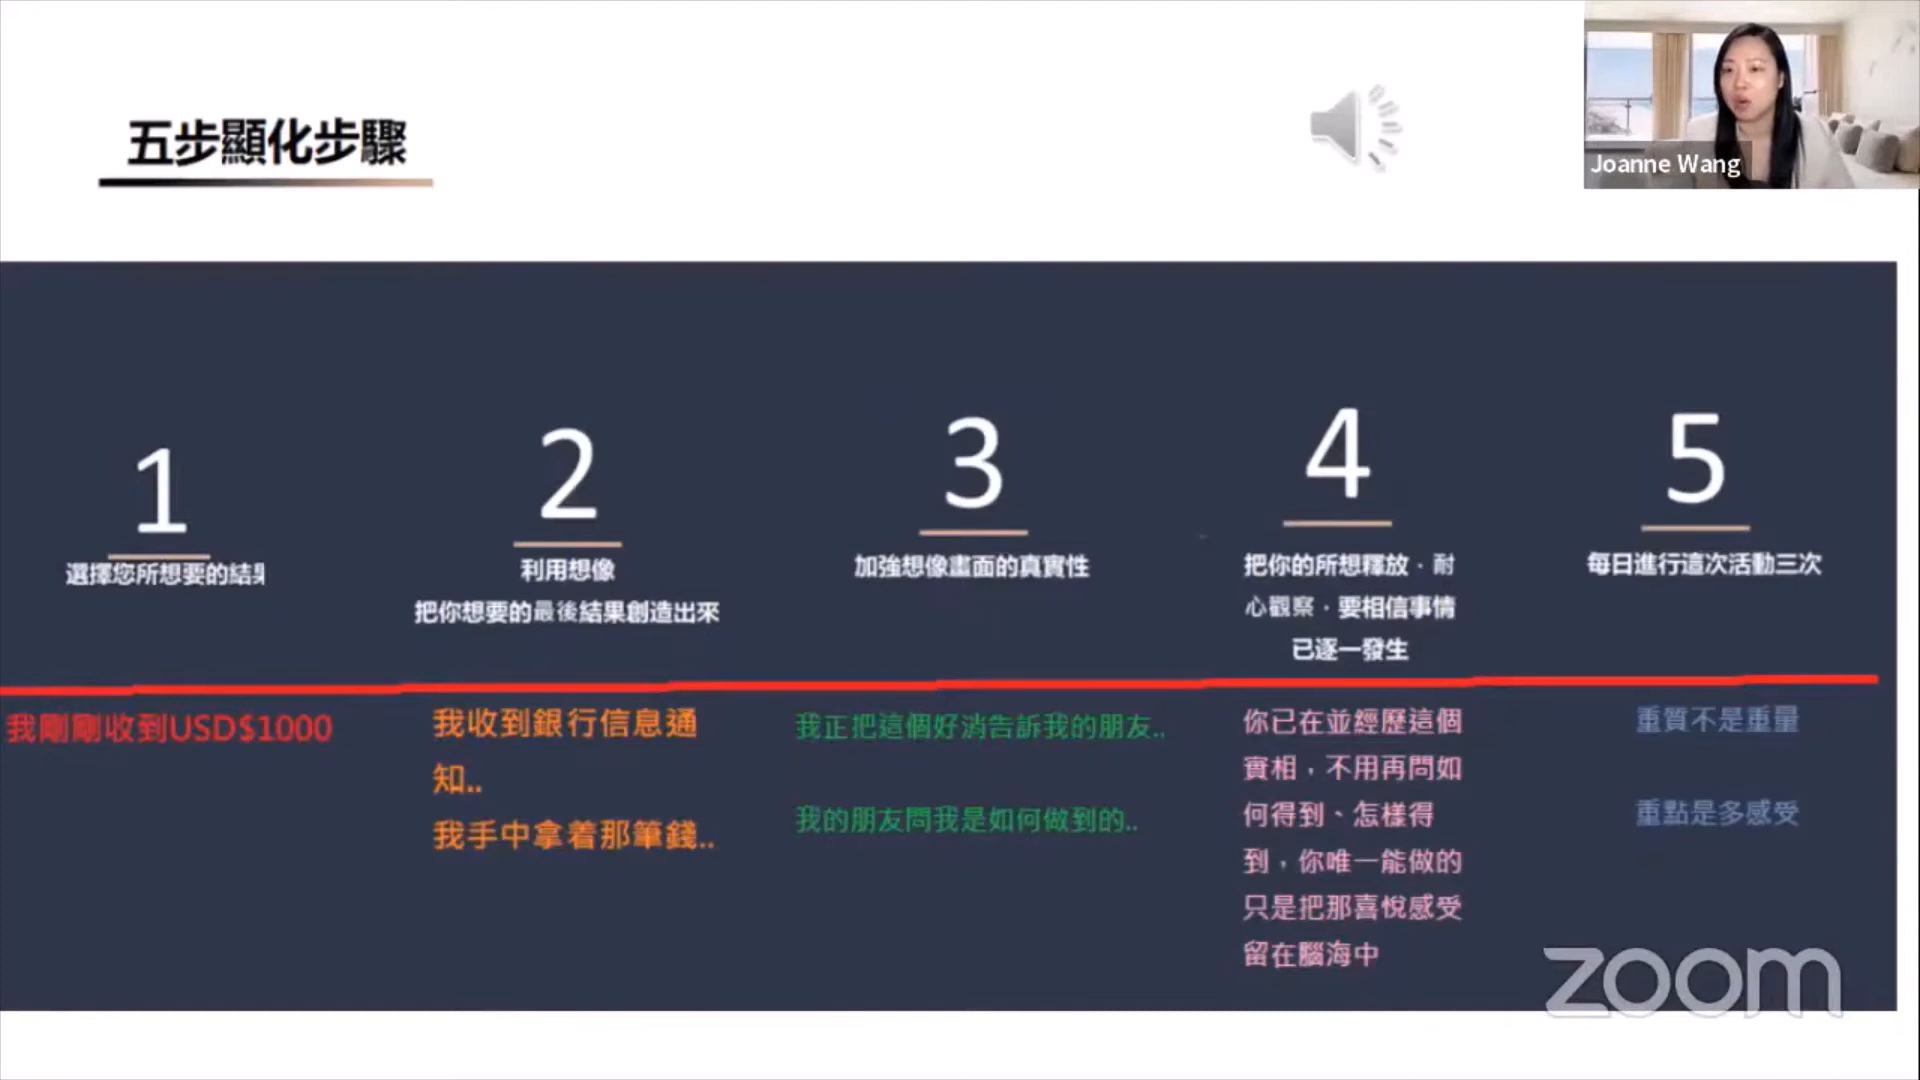 Joanne Wang
五步顯化步驟
1
選擇您所想要的結果
我剛剛收到USD$1000
2
利用想像
把你想要的最後結果創造出來
我收到銀行信息通
知..
我手中拿着那筆錢..
3
加強想像畫面的真實性
我正把這個好消告訴我的朋友..
我的朋友問我是如何做到的..
4
把你的所想釋放，耐
心觀察，要相信事情
已逐一發生
你已在並經歷這個
實相，不用再問如
何得到、怎樣得
到，你唯一能做的
只是把那喜悅感受
留在腦海中
5
每日進行這次活動三次
重質不是重量
重點是多感受
zoom